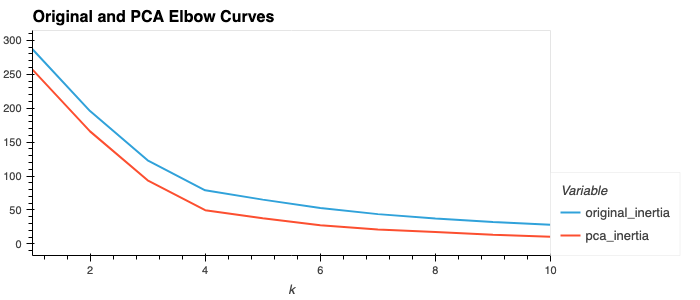 Original and PCA Elbow Curves
300
250
200
150
100
50
0
2 4 6 8 10
k
Variable
original_inertia
pca_inertia